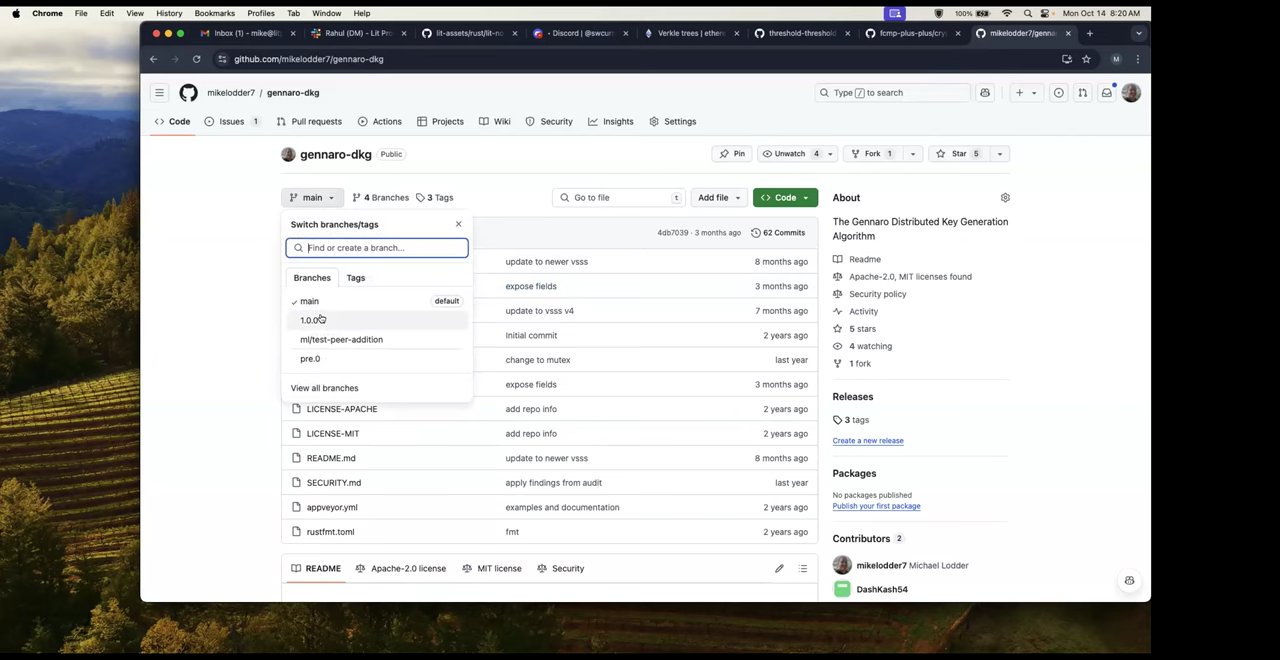 Chrome File Edit View History Bookmarks Profiles Tab Window Help 100% Mon Oct 14 8:20 AM
Inbox (1) - mike@lit Rahul (DM) - Lit Pro lit-assets/rust/lit-no • Discord | @swcur Verkle trees | ethere threshold-threshold fcmp-plus-plus/cry mikelodder7/genna
github.com/mikelodder7/gennaro-dkg M
mikelodder7 / gennaro-dkg Type / to search
Code Issues 1 Pull requests Actions Projects Wiki Security Insights Settings
gennaro-dkg Public Pin Unwatch 4 Fork 1 Star 5
main 4 Branches 3 Tags Go to file t Add file Code
Switch branches/tags
Find or create a branch...
Branches Tags
main default
1.0.0
ml/test-peer-addition
pre.0
View all branches
4db7039 · 3 months ago 62 Commits
update to newer vsss 8 months ago
expose fields 3 months ago
update to vsss v4 7 months ago
Initial commit 2 years ago
change to mutex last year
expose fields 3 months ago
LICENSE-APACHE add repo info 2 years ago
LICENSE-MIT add repo info 2 years ago
README.md update to newer vsss 8 months ago
SECURITY.md apply findings from audit last year
appveyor.yml examples and documentation 2 years ago
rustfmt.toml fmt 2 years ago
README Apache-2.0 license MIT license Security
About
The Gennaro Distributed Key Generation
Algorithm
Readme
Apache-2.0, MIT licenses found
Security policy
Activity
5 stars
4 watching
1 fork
Releases
3 tags
Create a new release
Packages
No packages published
Publish your first package
Contributors 2
mikelodder7 Michael Lodder
DashKash54